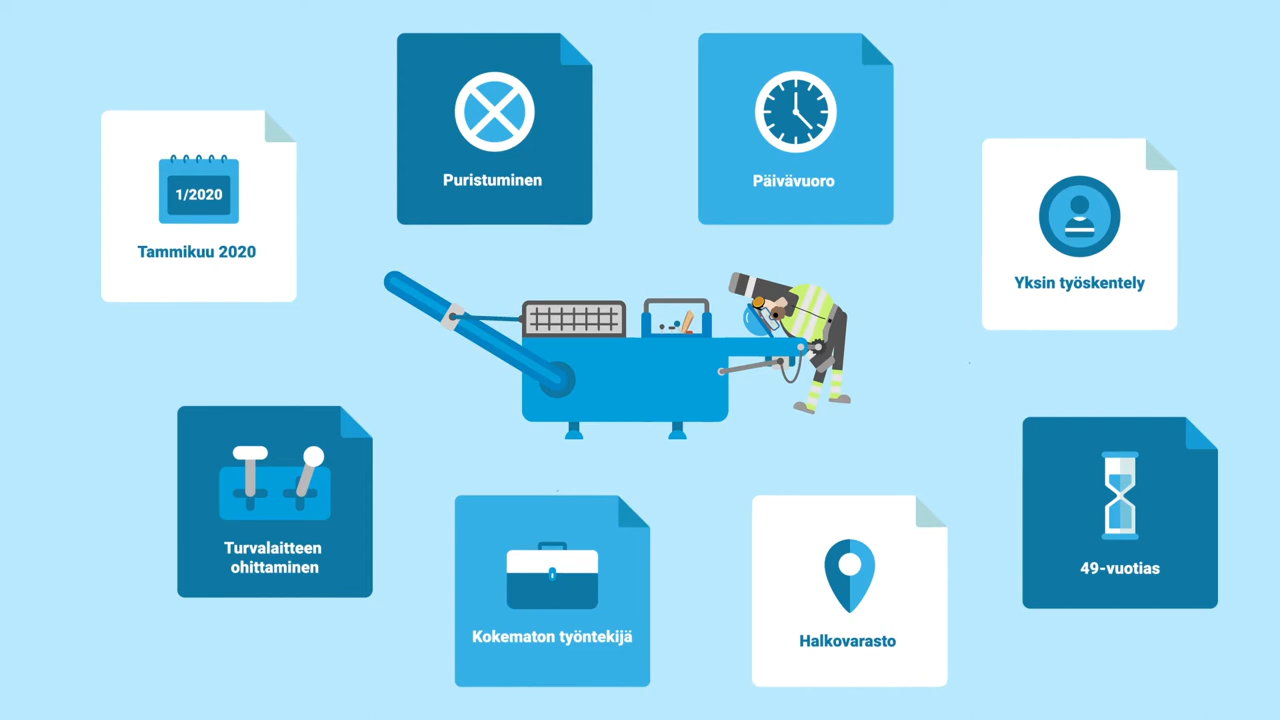 Puristuminen
Päivävuoro
1/2020
Tammikuu 2020
Yksin työskentely
Turvalaitteen
ohittaminen
Kokematon työntekijä
Halkovarasto
49-vuotias